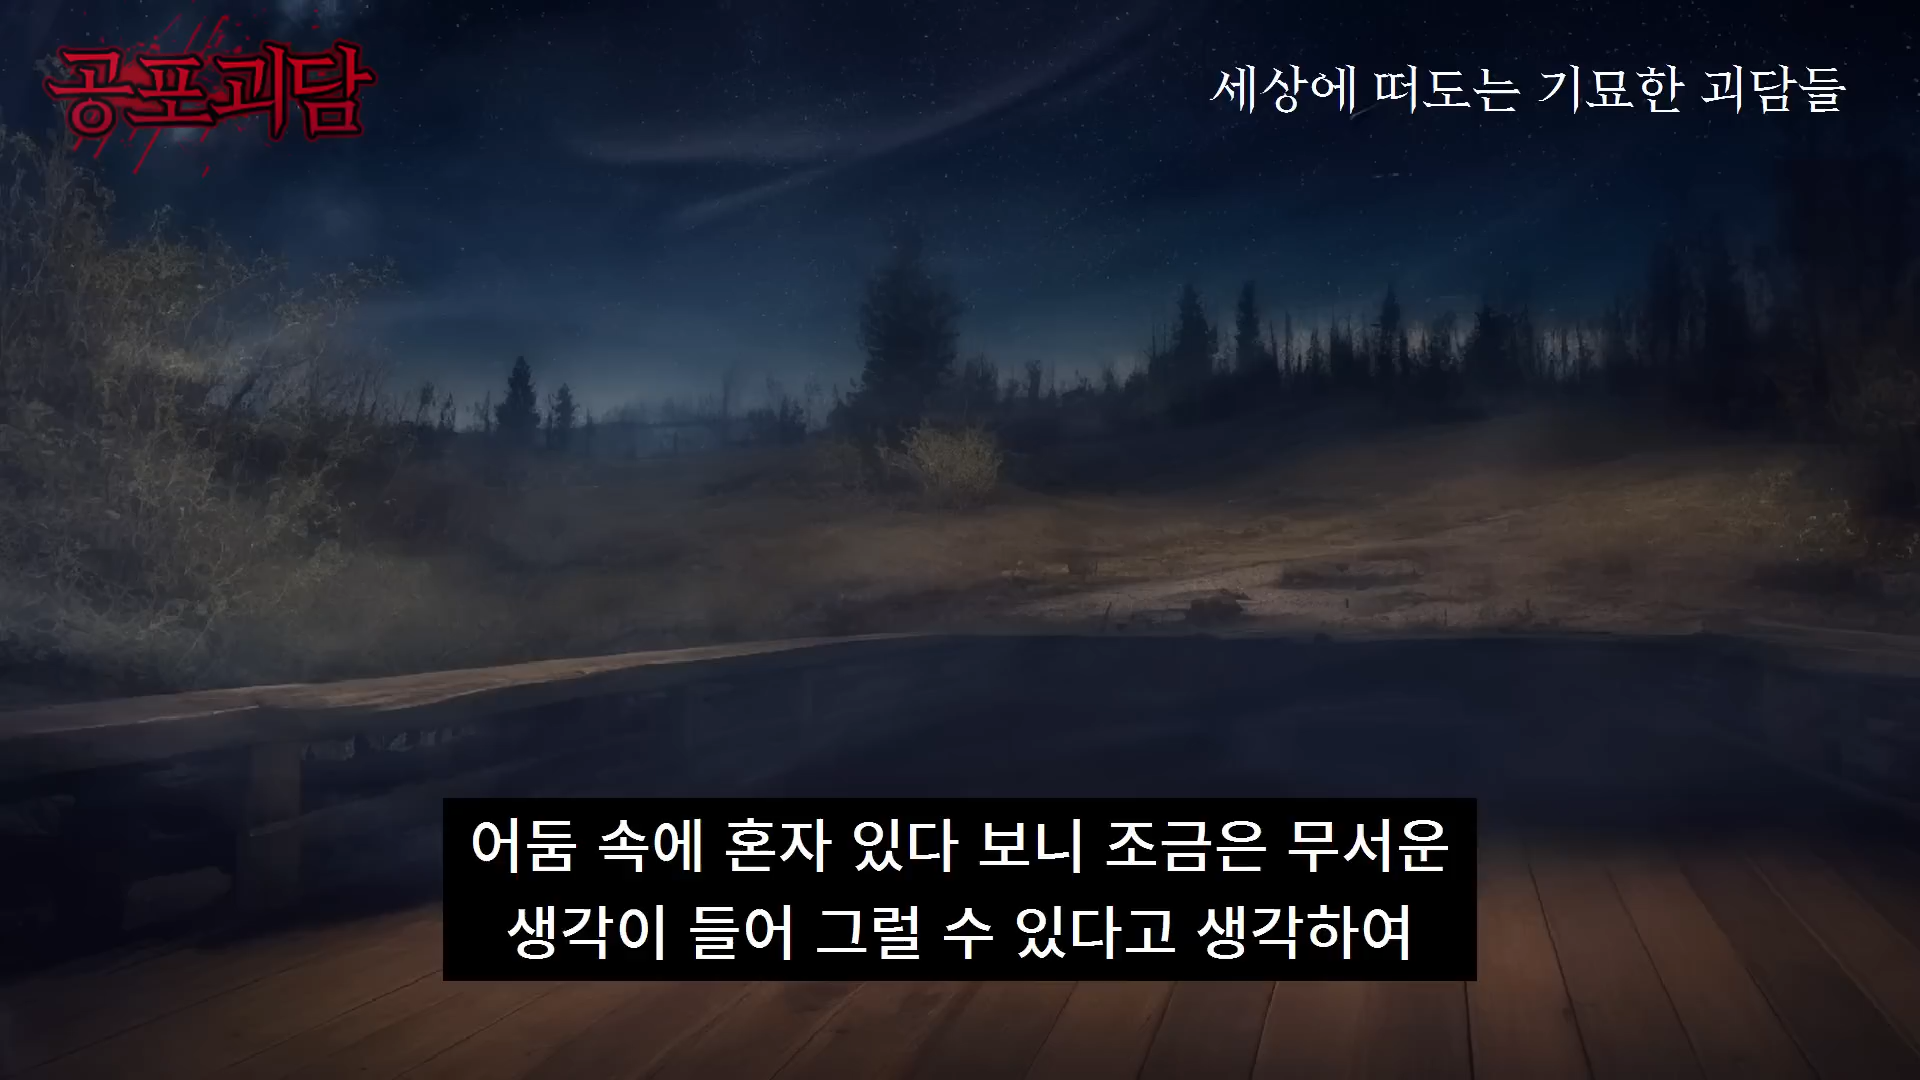 공포괴담
세상에 떠도는 기묘한 괴담들
어둠 속에 혼자 있다 보니 조금은 무서운
생각이 들어 그럴 수 있다고 생각하여